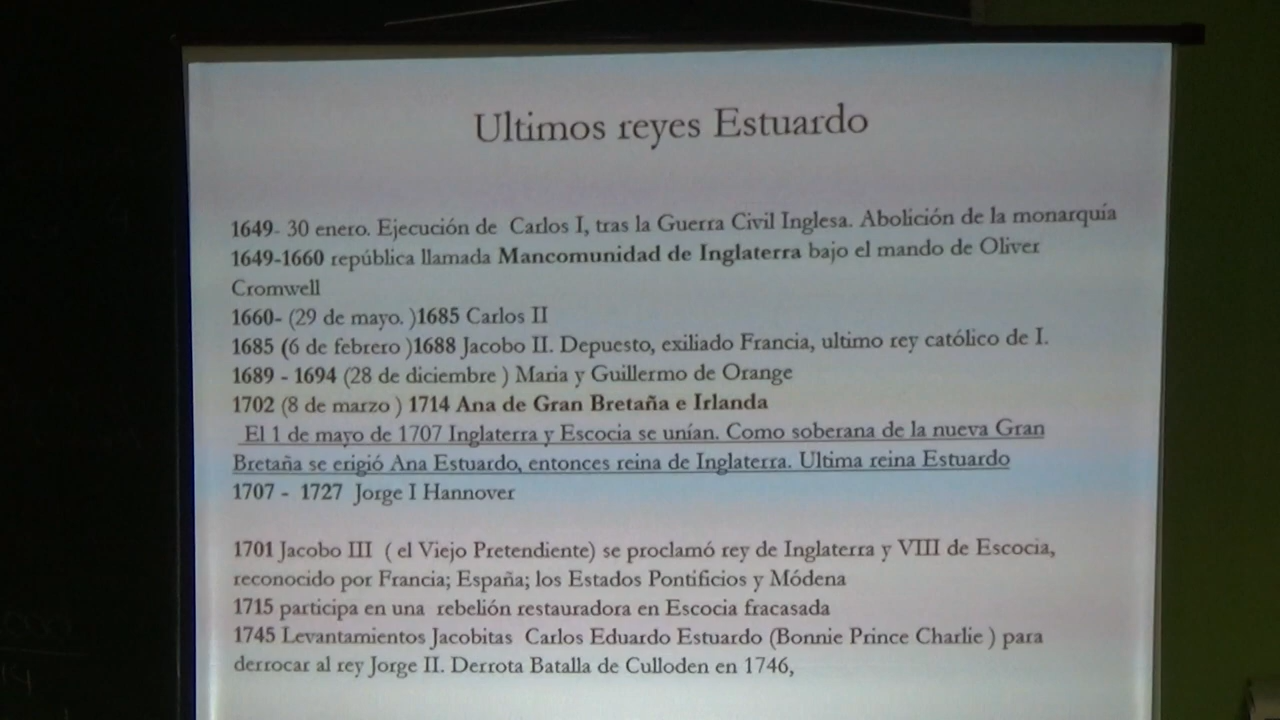 Ultimos reyes Estuardo
1649- 30 enero. Ejecución de Carlos I, tras la Guerra Civil Inglesa. Abolición de la monarquía
1649-1660 república llamada Mancomunidad de Inglaterra bajo el mando de Oliver
Cromwell
1660- (29 de mayo. )1685 Carlos II
1685 (6 de febrero )1688 Jacobo II. Depuesto, exiliado Francia, ultimo rey católico de I.
1689 - 1694 (28 de diciembre ) Maria y Guillermo de Orange
1702 (8 de marzo ) 1714 Ana de Gran Bretaña e Irlanda
El 1 de mayo de 1707 Inglaterra y Escocia se unían. Como soberana de la nueva Gran
Bretaña se erigió Ana Estuardo, entonces reina de Inglaterra. Ultima reina Estuardo
1707 - 1727 Jorge I Hannover
1701 Jacobo III ( el Viejo Pretendiente) se proclamó rey de Inglaterra y VIII de Escocia,
reconocido por Francia; España; los Estados Pontificios y Módena
1715 participa en una rebelión restauradora en Escocia fracasada
1745 Levantamientos Jacobitas Carlos Eduardo Estuardo (Bonnie Prince Charlie ) para
derrocar al rey Jorge II. Derrota Batalla de Culloden en 1746,